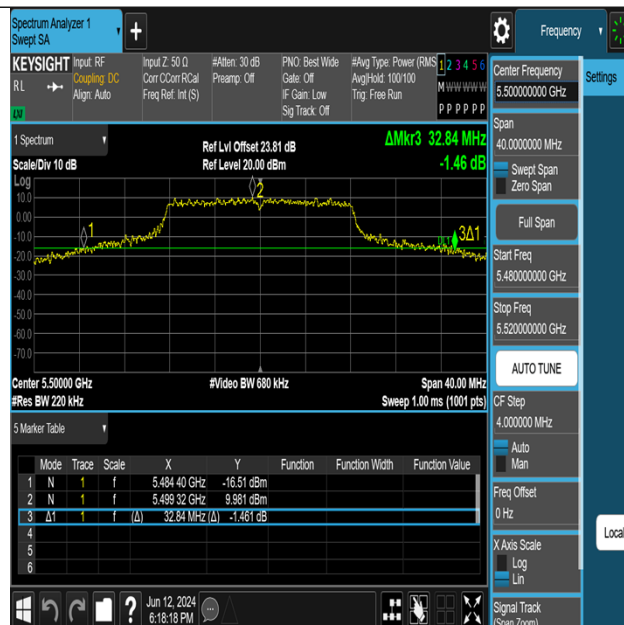 Spectrum Analyzer 1
Swept SA
Frequency
KEYSIGHT
R L
LXI
Input: RF
Coupling: DC
Align: Auto
Input Z: 50 Ω
Corr CCorr RCal
Freq Ref: Int (S)
#Atten: 30 dB
Preamp: Off
PNO: Best Wide
Gate: Off
IF Gain: Low
Sig Track: Off
#Avg Type: Power (RMS
Avg|Hold: 100/100
Trig: Free Run
1 2 3 4 5 6
M W W W W W
P P P P P P
Center Frequency
5.500000000 GHz
Settings
Span
40.0000000 MHz
Swept Span
Zero Span
Full Span
Start Freq
5.480000000 GHz
Stop Freq
5.520000000 GHz
AUTO TUNE
CF Step
4.000000 MHz
Auto
Man
Freq Offset
0 Hz
X Axis Scale
Log
Lin
Local
Signal Track
(Span Zoom)
1 Spectrum
Scale/Div 10 dB
Ref Lvl Offset 23.81 dB
Ref Level 20.00 dBm
ΔMkr3 32.84 MHz
-1.46 dB
Log
10.0
0.00
-10.0
-20.0
-30.0
-40.0
-50.0
-60.0
-70.0
1
2
3Δ1
Center 5.50000 GHz
#Video BW 680 kHz
Span 40.00 MHz
#Res BW 220 kHz
Sweep 1.00 ms (1001 pts)
5 Marker Table
Mode Trace Scale X Y Function Function Width Function Value
1 N 1 f 5.484 40 GHz -16.51 dBm
2 N 1 f 5.499 32 GHz 9.981 dBm
3 Δ1 1 f (Δ) 32.84 MHz (Δ) -1.461 dB
4
5
6
?
Jun 12, 2024
6:18:18 PM